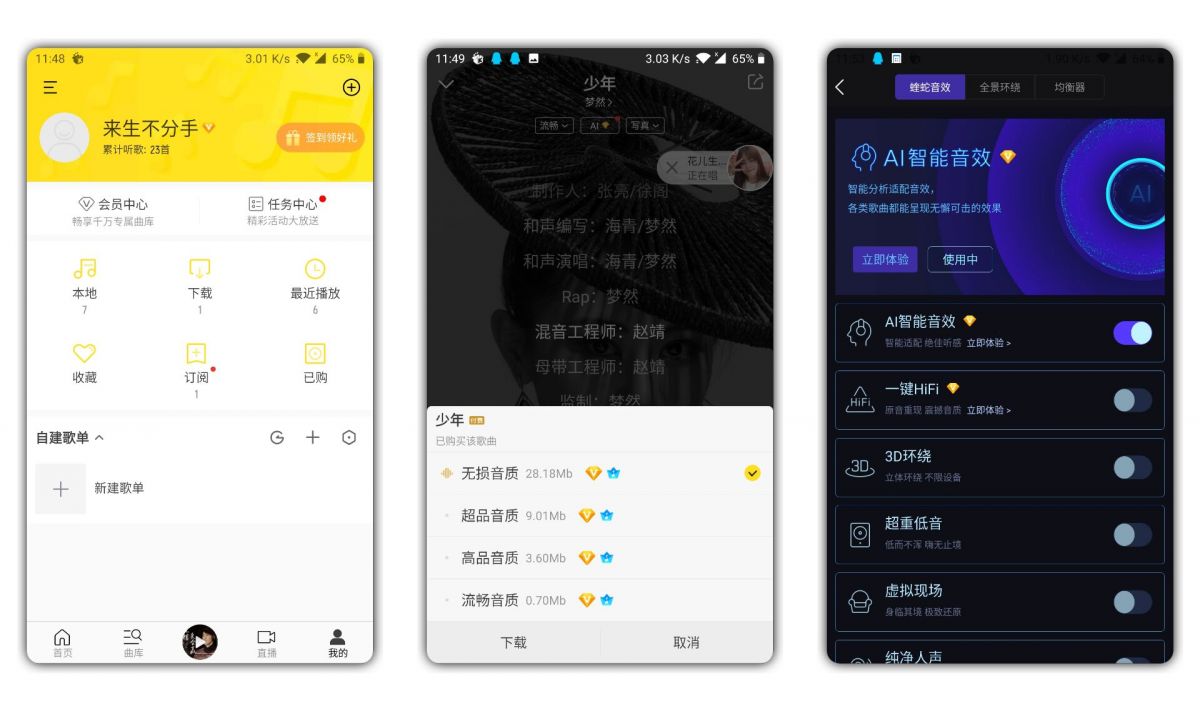 11:48
3.01 K/s
65%
来生不分手
累计听歌: 23首
签到领好礼
会员中心
畅享千万专属曲库
任务中心
精彩活动大放送
本地
7
下载
1
最近播放
6
收藏
订阅
1
已购
自建歌单
新建歌单
首页
曲库
直播
我的
11:49
3.03 K/s
65%
少年
梦然>
流畅
AI
写真
花儿生...
正在唱
制作人：张亮/徐阁
和声编写：海青/梦然
和声演唱：海青/梦然
Rap：梦然
混音工程师：赵靖
母带工程师：赵靖
监制：梦然
少年 付费
已购买该歌曲
无损音质 28.18Mb
超品音质 9.01Mb
高品音质 3.60Mb
流畅音质 0.70Mb
下载
取消
蝰蛇音效
全景环绕
均衡器
AI智能音效
智能分析适配音效，
各类歌曲都能呈现无懈可击的效果
AI
立即体验
使用中
AI智能音效
智能适配 绝佳听感 立即体验 >
HiFi
一键HiFi
原音重现 震撼音质 立即体验 >
3D
3D环绕
立体环绕 不限设备
超重低音
低而不浑 嗨无止境
虚拟现场
身临其境 极致还原
纯净人声